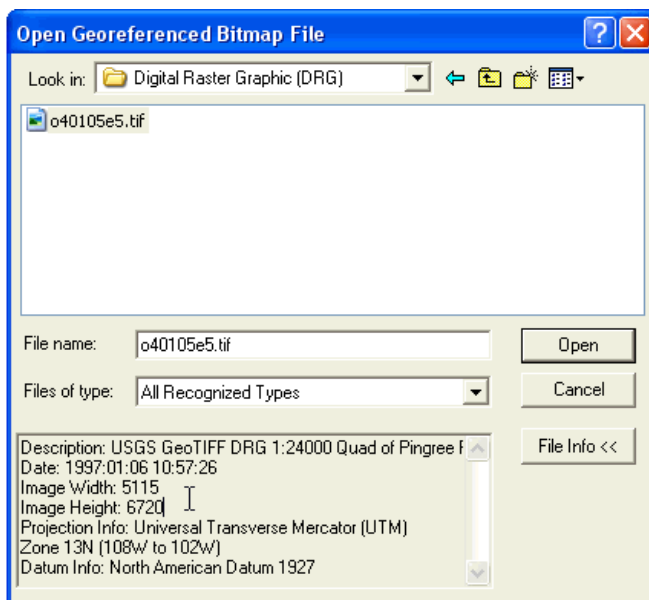 Open Georeferenced Bitmap File
Look in: Digital Raster Graphic (DRG)
o40105e5.tif
File name: o40105e5.tif Open
Files of type: All Recognized Types Cancel
File Info <<
Description: USGS GeoTIFF DRG 1:24000 Quad of Pingree
Date: 1997:01:06 10:57:26
Image Width: 5115
Image Height: 6720
Projection Info: Universal Transverse Mercator (UTM)
Zone 13N (108W to 102W)
Datum Info: North American Datum 1927